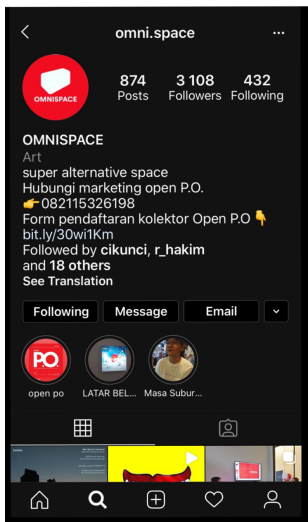 omni.space
OMNISPACE
874 3 108 432
Posts Followers Following
OMNISPACE
Art
super alternative space
Hubungi marketing open P.O.
👉082115326198
Form pendaftaran kolektor Open P.O 👇
bit.ly/30wi1Km
Followed by cikunci, r_hakim
and 18 others
See Translation
Following Message Email
PO.
open po LATAR BEL... Masa Subur...